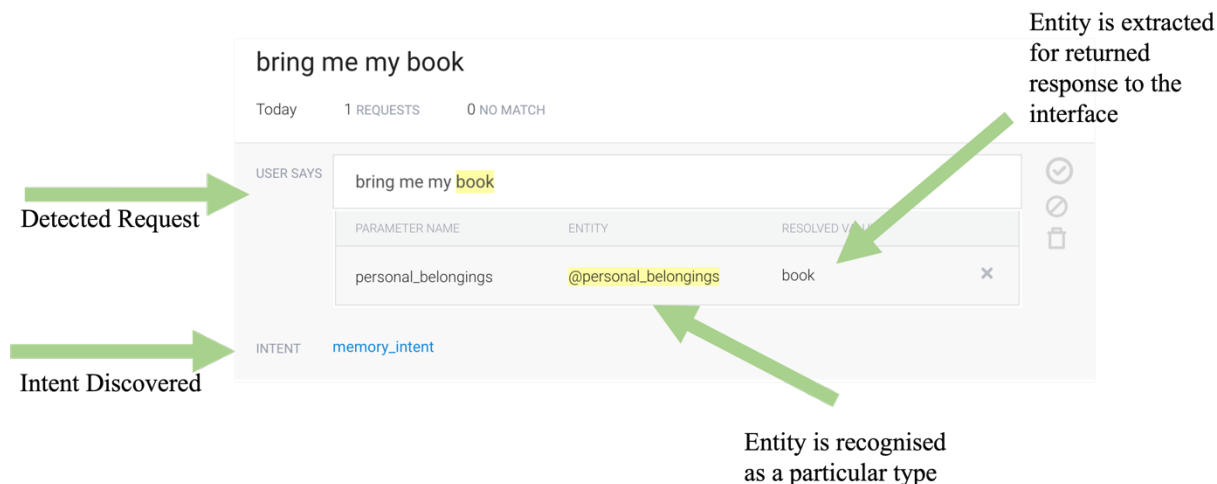 Entity is extracted
for returned
response to the
interface
bring me my book
Today 1 REQUESTS 0 NO MATCH
USER SAYS bring me my book
Detected Request
PARAMETER NAME ENTITY RESOLVED
personal_belongings @personal_belongings book
INTENT memory_intent
Intent Discovered
Entity is recognised
as a particular type